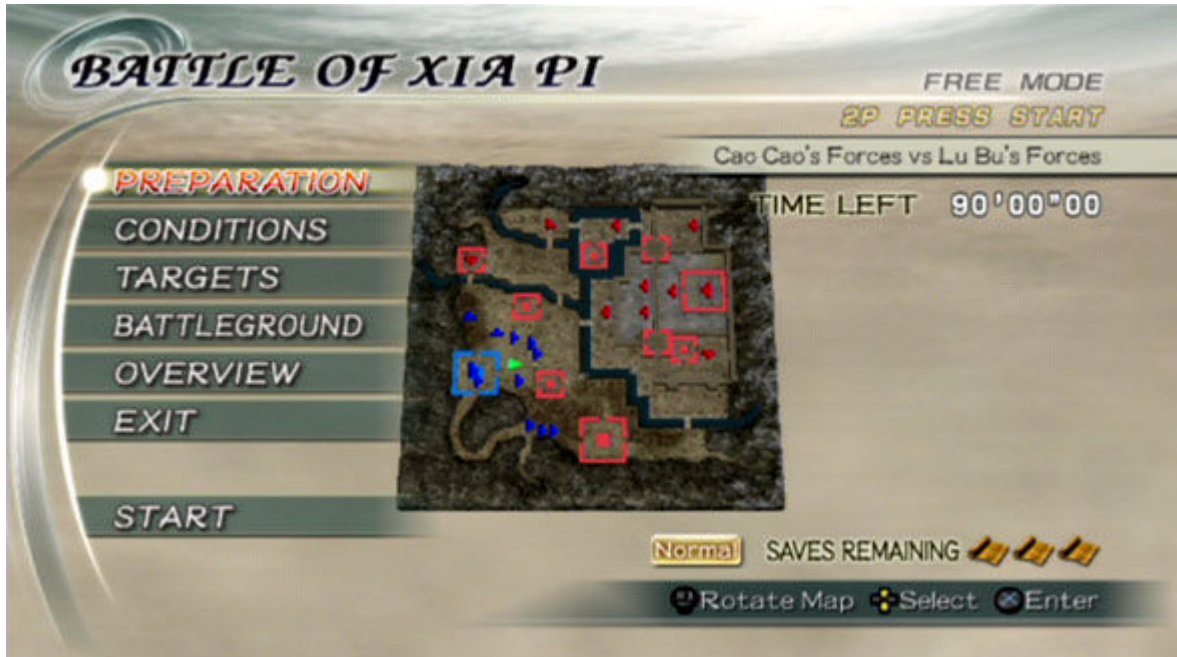 BATTLE OF XIA PI
FREE MODE
2P PRESS START
Cao Cao's Forces vs Lu Bu's Forces
TIME LEFT 90'00"00
PREPARATION
CONDITIONS
TARGETS
BATTLEGROUND
OVERVIEW
EXIT
START
Normal SAVES REMAINING
Rotate Map Select Enter